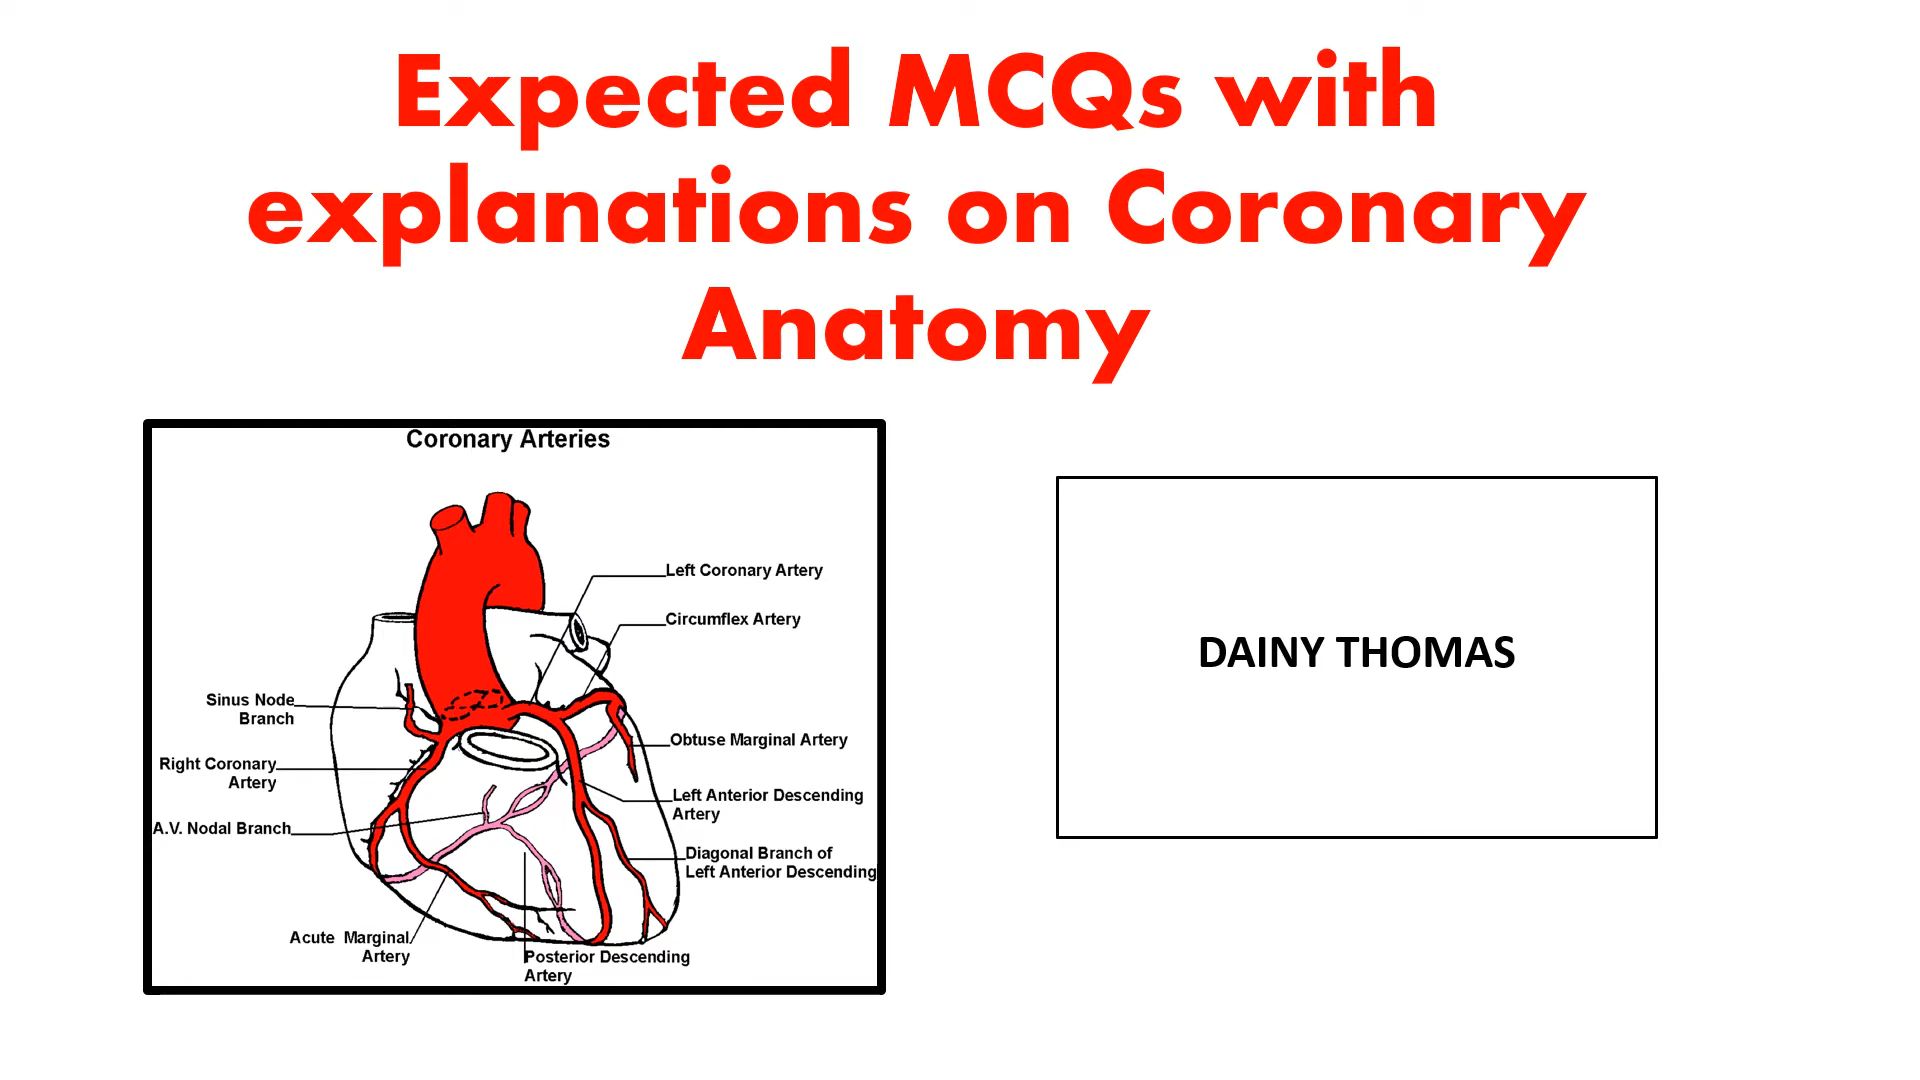 Expected MCQs with
explanations on Coronary
Anatomy
Coronary Arteries
Left Coronary Artery
Circumflex Artery
Sinus Node
Branch
Obtuse Marginal Artery
Right Coronary
Artery
Left Anterior Descending
Artery
A.V. Nodal Branch
Diagonal Branch of
Left Anterior Descending
Acute Marginal
Artery
Posterior Descending
Artery
DAINY THOMAS